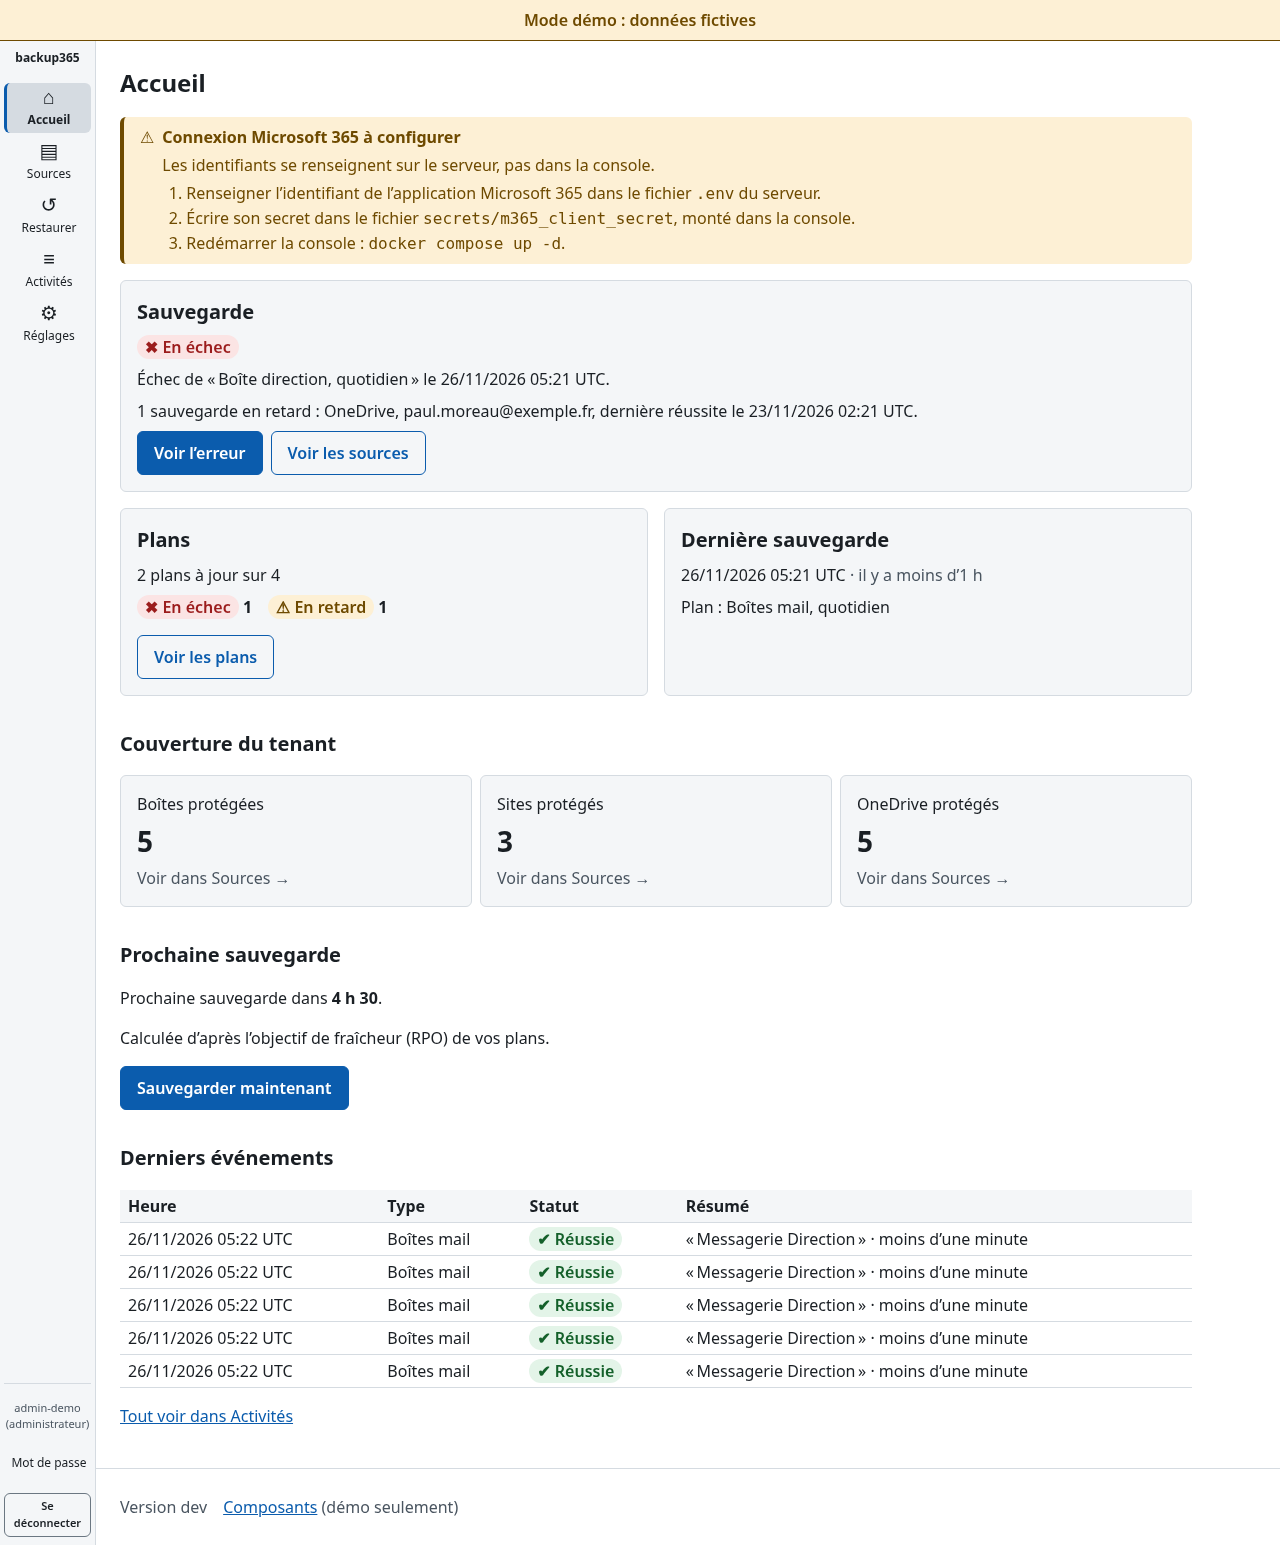 Mode démo : données fictives
backup365
Accueil
Sources
Restaurer
Activités
Réglages
admin-demo
(administrateur)
Mot de passe
Se
déconnecter
Accueil
⚠ Connexion Microsoft 365 à configurer
Les identifiants se renseignent sur le serveur, pas dans la console.
1. Renseigner l’identifiant de l’application Microsoft 365 dans le fichier .env du serveur.
2. Écrire son secret dans le fichier secrets/m365_client_secret, monté dans la console.
3. Redémarrer la console : docker compose up -d.
Sauvegarde
✖ En échec
Échec de « Boîte direction, quotidien » le 26/11/2026 05:21 UTC.
1 sauvegarde en retard : OneDrive, paul.moreau@exemple.fr, dernière réussite le 23/11/2026 02:21 UTC.
Voir l’erreur Voir les sources
Plans
2 plans à jour sur 4
✖ En échec 1 ⚠ En retard 1
Voir les plans
Dernière sauvegarde
26/11/2026 05:21 UTC · il y a moins d’1 h
Plan : Boîtes mail, quotidien
Couverture du tenant
Boîtes protégées
5
Voir dans Sources →
Sites protégés
3
Voir dans Sources →
OneDrive protégés
5
Voir dans Sources →
Prochaine sauvegarde
Prochaine sauvegarde dans 4 h 30.
Calculée d’après l’objectif de fraîcheur (RPO) de vos plans.
Sauvegarder maintenant
Derniers événements
Heure Type Statut Résumé
26/11/2026 05:22 UTC Boîtes mail ✔ Réussie « Messagerie Direction » · moins d’une minute
26/11/2026 05:22 UTC Boîtes mail ✔ Réussie « Messagerie Direction » · moins d’une minute
26/11/2026 05:22 UTC Boîtes mail ✔ Réussie « Messagerie Direction » · moins d’une minute
26/11/2026 05:22 UTC Boîtes mail ✔ Réussie « Messagerie Direction » · moins d’une minute
26/11/2026 05:22 UTC Boîtes mail ✔ Réussie « Messagerie Direction » · moins d’une minute
Tout voir dans Activités
Version dev Composants (démo seulement)